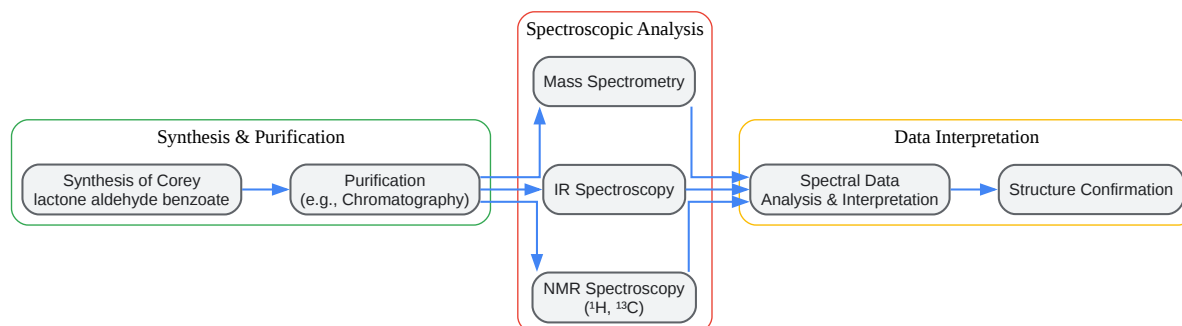 Spectroscopic Analysis
Mass Spectrometry
Synthesis & Purification
Data Interpretation
Synthesis of Corey
lactone aldehyde benzoate
Purification
(e.g., Chromatography)
IR Spectroscopy
Spectral Data
Analysis & Interpretation
Structure Confirmation
NMR Spectroscopy
(¹H, ¹³C)